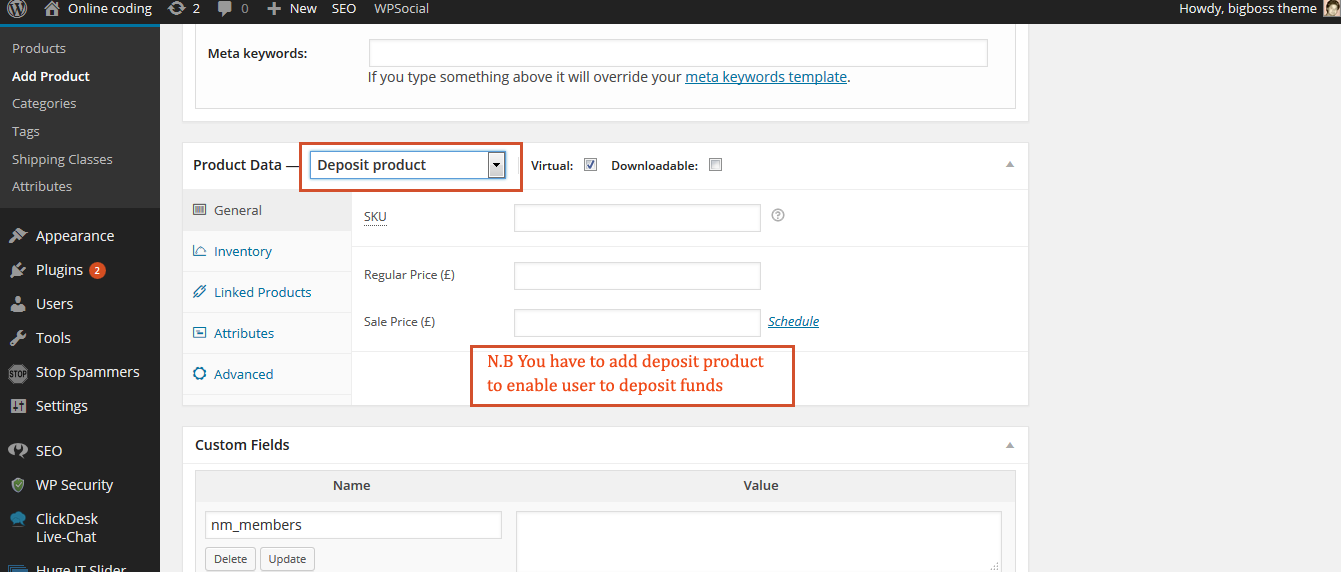 Online coding 2 0 New SEO WPSocial Howdy, bigboss theme
Products
Add Product
Categories
Tags
Shipping Classes
Attributes
Appearance
Plugins 2
Users
Tools
STOP Stop Spammers
Settings
SEO
WP Security
ClickDesk
Live-Chat
Huge IT Slider
Meta keywords:
If you type something above it will override your meta keywords template.
Product Data — Deposit product Virtual: Downloadable:
General
Inventory
Linked Products
Attributes
Advanced
SKU
Regular Price (£)
Sale Price (£) Schedule
N.B You have to add deposit product
to enable user to deposit funds
Custom Fields
Name Value
nm_members
Delete Update